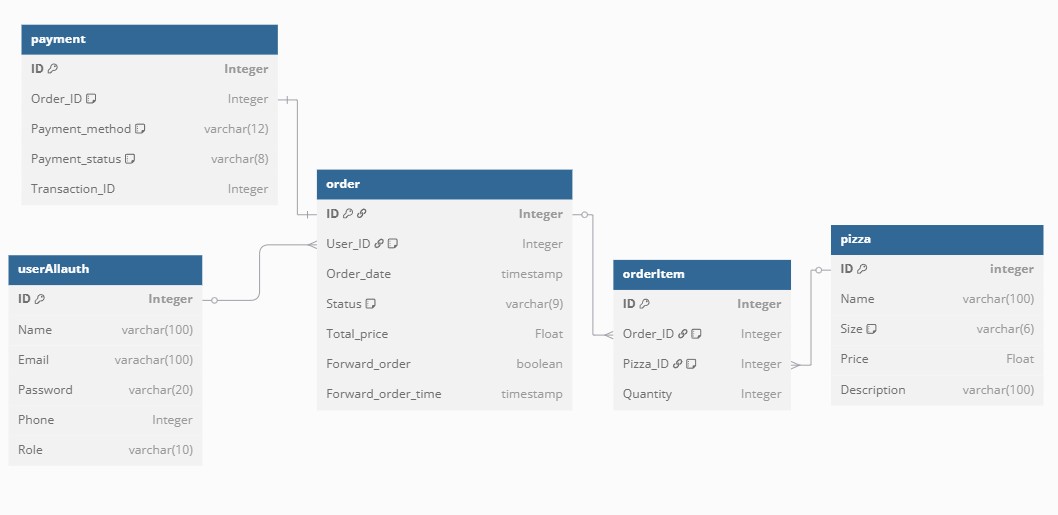 payment
ID Integer
Order_ID Integer
Payment_method varchar(12)
Payment_status varchar(8)
Transaction_ID Integer
userAllauth
ID Integer
Name varchar(100)
Email varachar(100)
Password varchar(20)
Phone Integer
Role varchar(10)
order
ID Integer
User_ID Integer
Order_date timestamp
Status varchar(9)
Total_price Float
Forward_order boolean
Forward_order_time timestamp
orderItem
ID Integer
Order_ID Integer
Pizza_ID Integer
Quantity Integer
pizza
ID integer
Name varchar(100)
Size varchar(6)
Price Float
Description varchar(100)